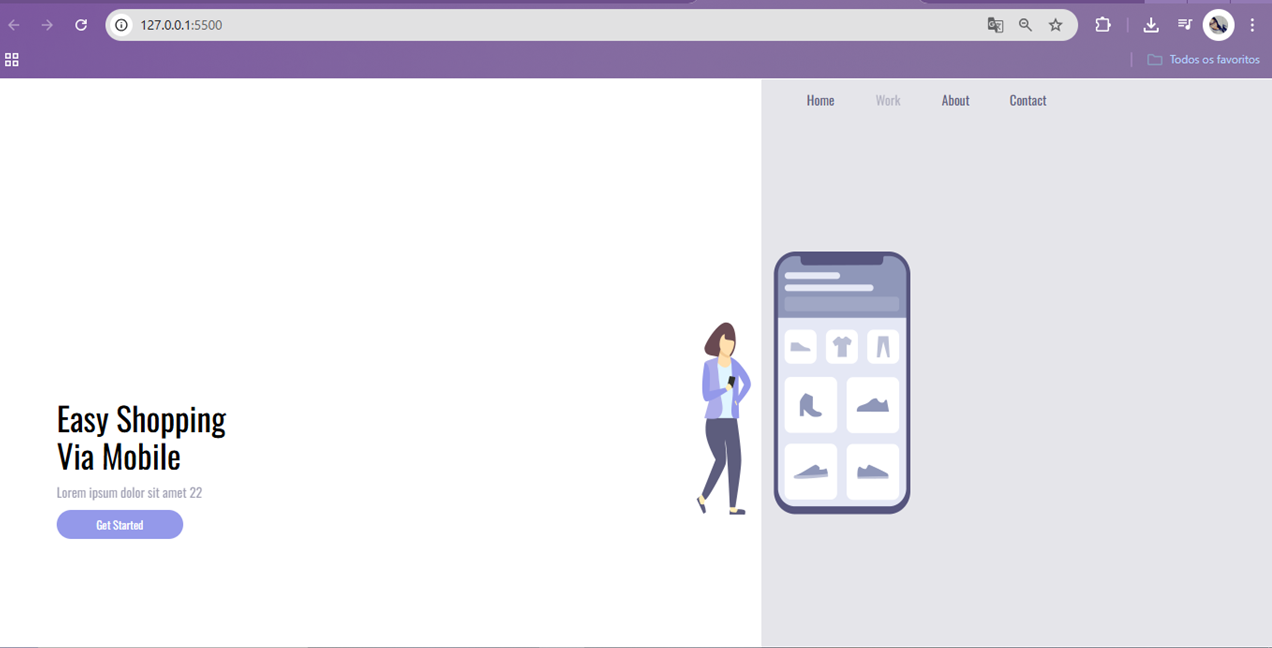 127.0.0.1:5500
Todos os favoritos
Home Work About Contact
Easy Shopping
Via Mobile
Lorem ipsum dolor sit amet 22
Get Started